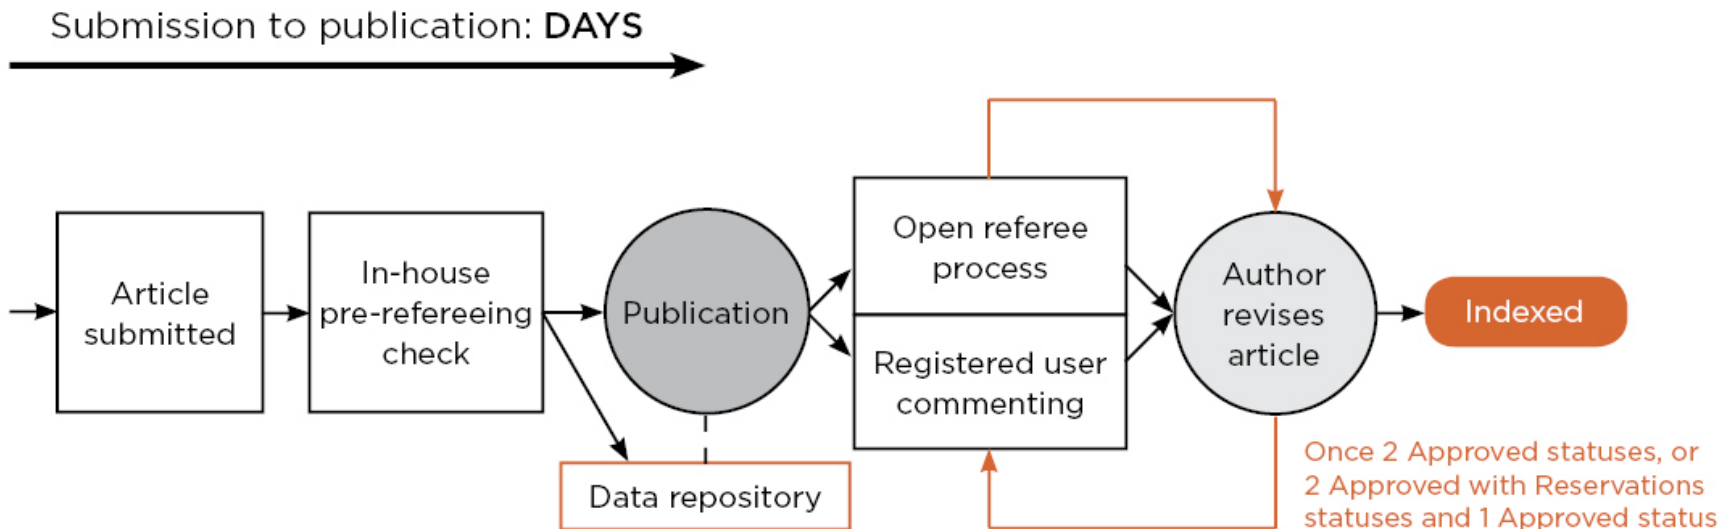 Submission to publication: DAYS
Article
submitted
In-house
pre-refereeing
check
Publication
Data repository
Open referee
process
Registered user
commenting
Author
revises
article
Indexed
Once 2 Approved statuses, or
2 Approved with Reservations
statuses and 1 Approved status